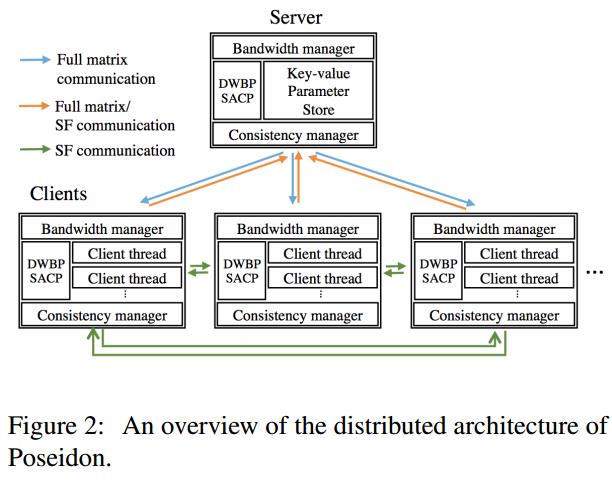 Server
Bandwidth manager
DWBP
SACP
Key-value
Parameter
Store
Consistency manager
Full matrix
communication
Full matrix/
SF communication
SF communication
Clients
Bandwidth manager
DWBP
SACP
Client thread
Client thread
⋮
Consistency manager
Bandwidth manager
DWBP
SACP
Client thread
Client thread
⋮
Consistency manager
Bandwidth manager
DWBP
SACP
Client thread
Client thread
⋮
Consistency manager
...
Figure 2: An overview of the distributed architecture of
Poseidon.